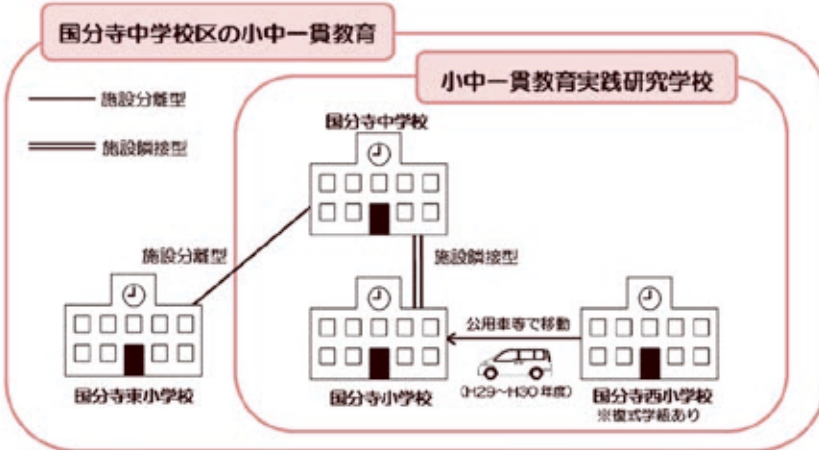 国分寺中学校区の小中一貫教育
小中一貫教育実践研究学校
施設分離型
施設隣接型
国分寺中学校
施設分離型
施設隣接型
公用車等で移動
(H29～H30年度)
国分寺東小学校
国分寺小学校
国分寺西小学校
※複式学級あり